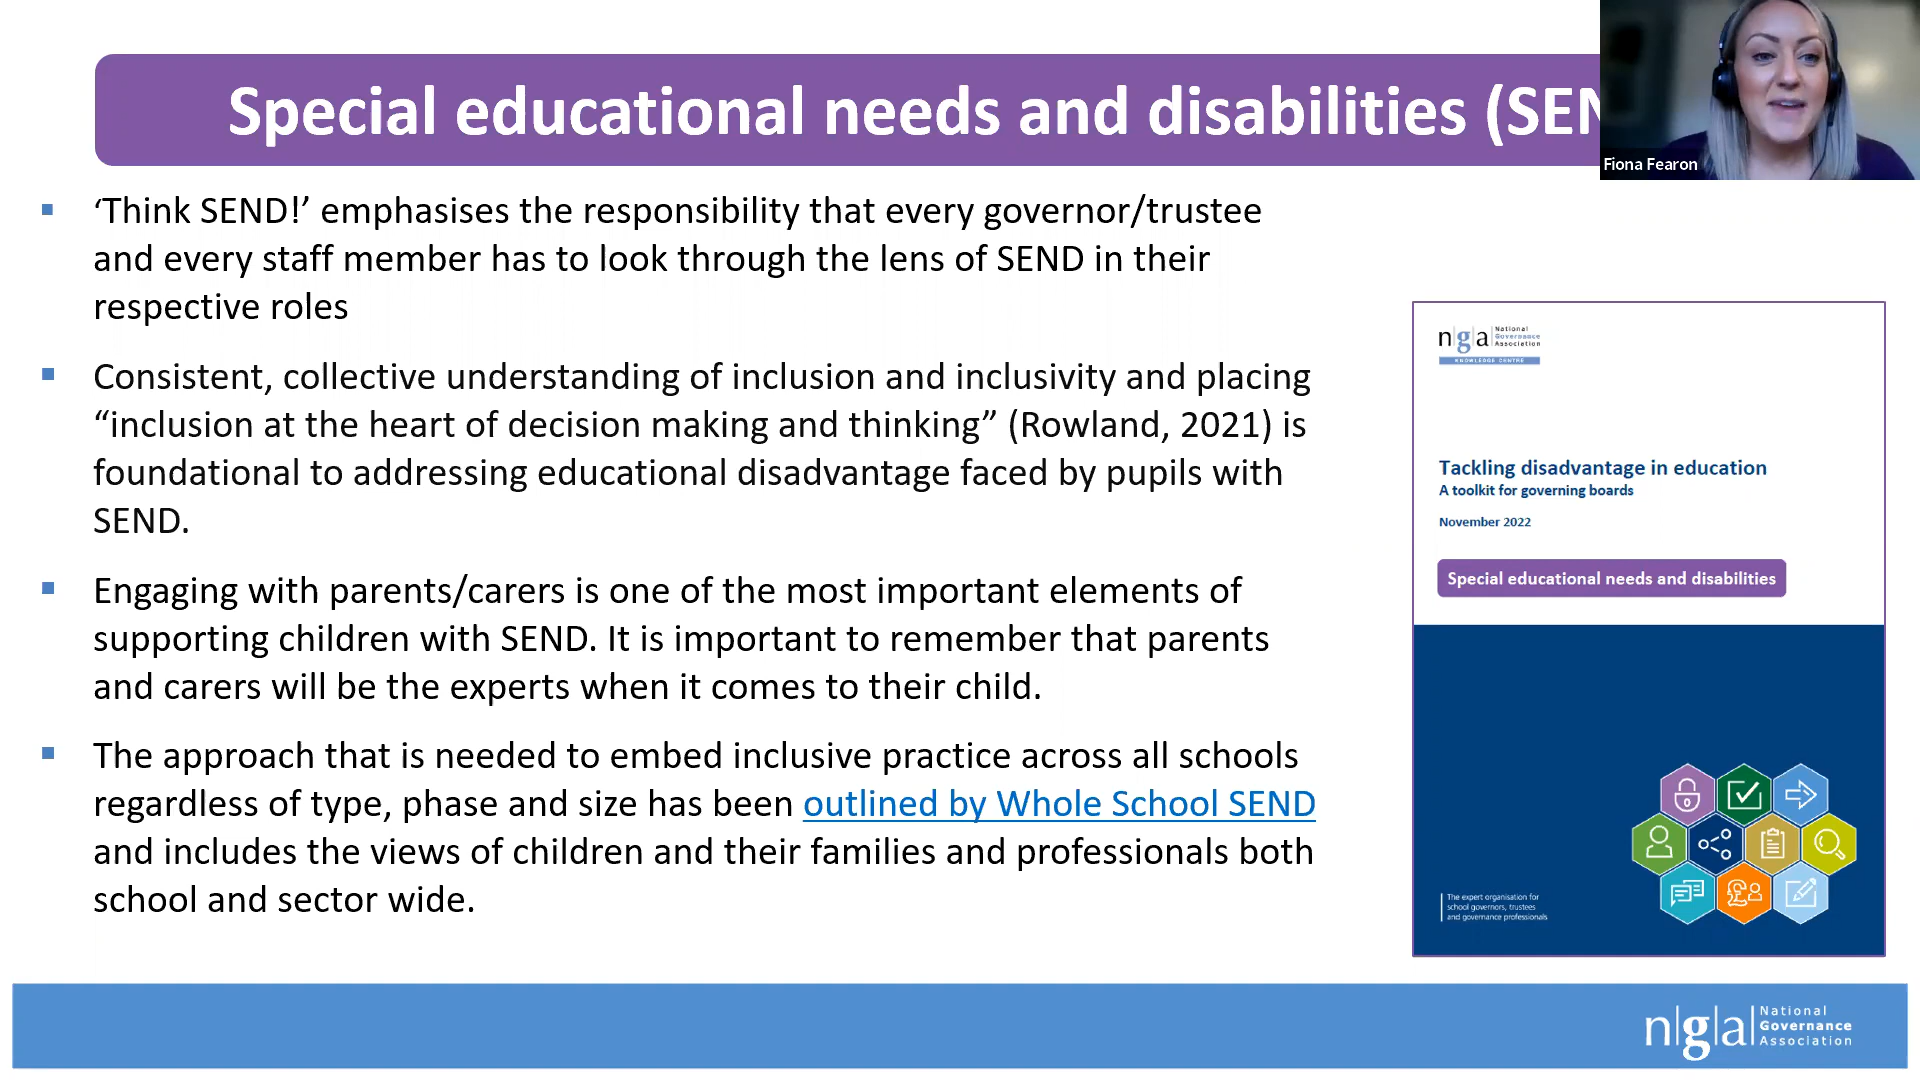 Special educational needs and disabilities (SEN
Fiona Fearon
‘Think SEND!’ emphasises the responsibility that every governor/trustee
and every staff member has to look through the lens of SEND in their
respective roles
Consistent, collective understanding of inclusion and inclusivity and placing
“inclusion at the heart of decision making and thinking” (Rowland, 2021) is
foundational to addressing educational disadvantage faced by pupils with
SEND.
Engaging with parents/carers is one of the most important elements of
supporting children with SEND. It is important to remember that parents
and carers will be the experts when it comes to their child.
The approach that is needed to embed inclusive practice across all schools
regardless of type, phase and size has been outlined by Whole School SEND
and includes the views of children and their families and professionals both
school and sector wide.
n|g|a
National
Governance
Association
KNOWLEDGE CENTRE
Tackling disadvantage in education
A toolkit for governing boards
November 2022
Special educational needs and disabilities
The expert organisation for
school governors, trustees
and governance professionals
n|g|a
National
Governance
Association